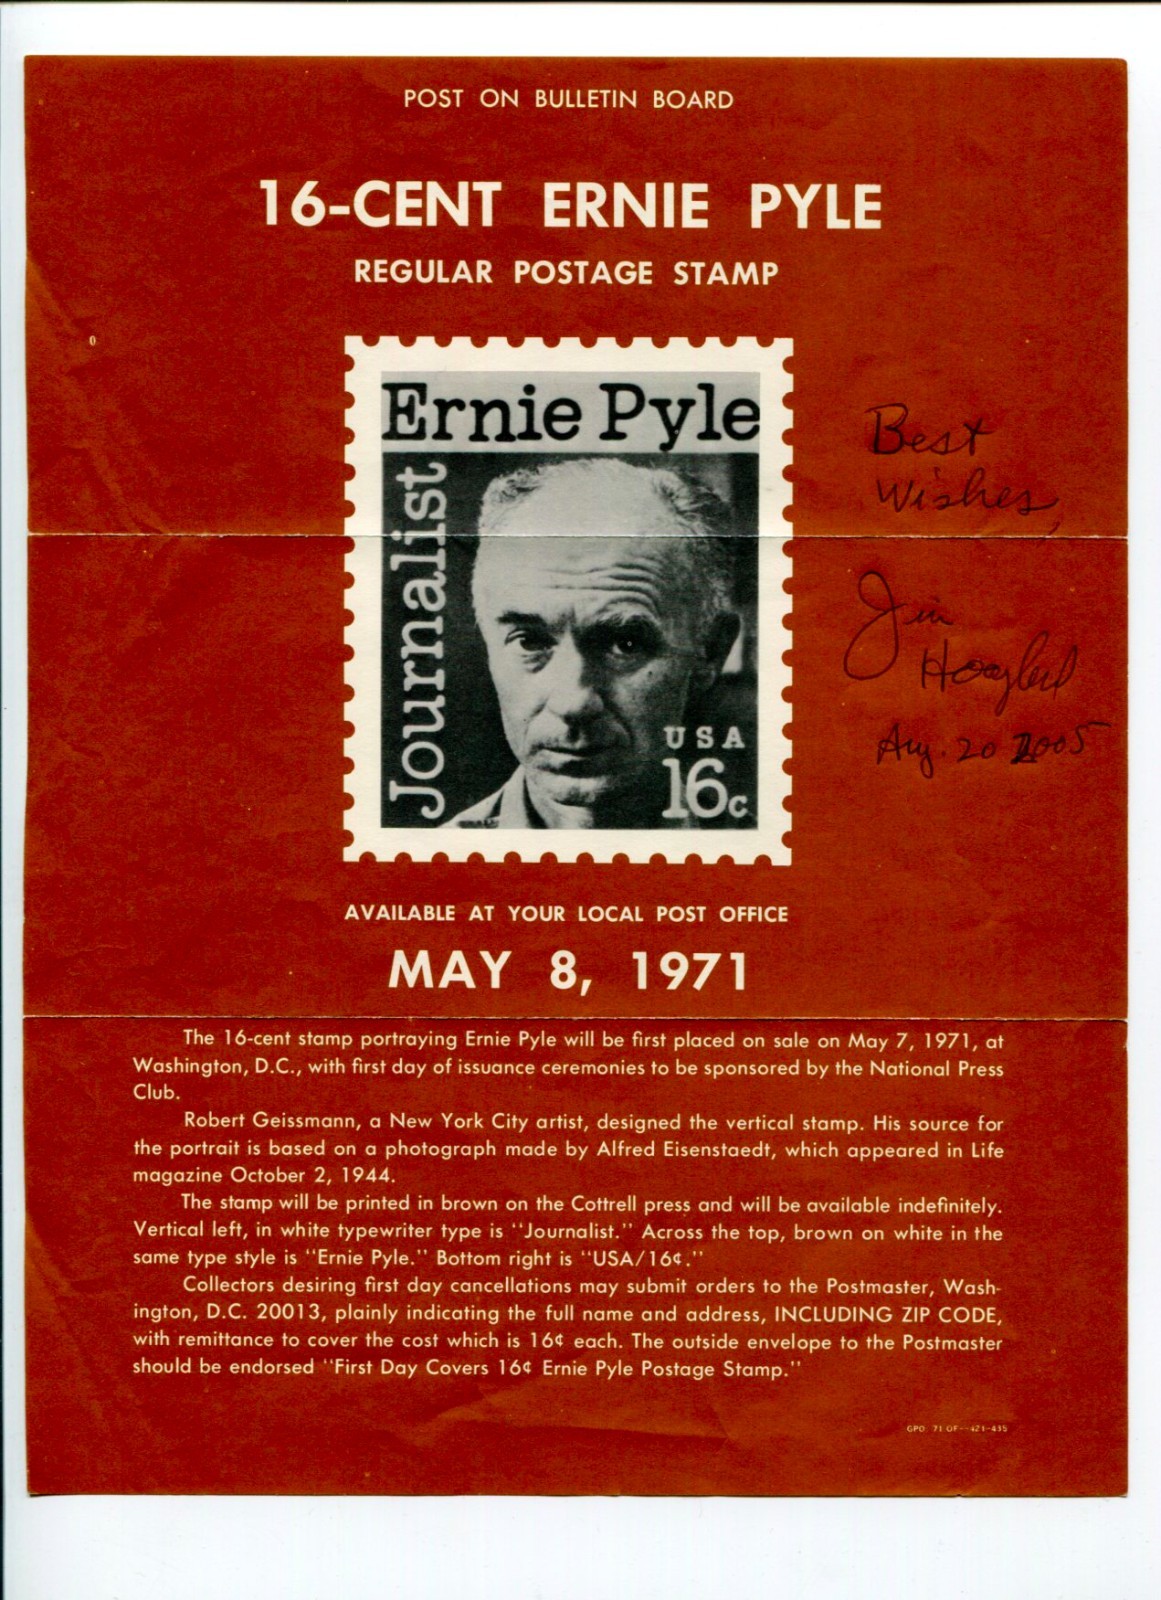 POST ON BULLETIN BOARD
16-CENT ERNIE PYLE
REGULAR POSTAGE STAMP
Ernie Pyle
Journalist
USA
16c
Best
Wishes,
Jim
Aug. 20 2005
AVAILABLE AT YOUR LOCAL POST OFFICE
MAY 8, 1971
The 16-cent stamp portraying Ernie Pyle will be first placed on sale on May 7, 1971, at
Washington, D.C., with first day of issuance ceremonies to be sponsored by the National Press
Club.
Robert Geissmann, a New York City artist, designed the vertical stamp. His source for
the portrait is based on a photograph made by Alfred Eisenstaedt, which appeared in Life
magazine October 2, 1944.
The stamp will be printed in brown on the Cottrell press and will be available indefinitely.
Vertical left, in white typewriter type is "Journalist." Across the top, brown on white in the
same type style is "Ernie Pyle." Bottom right is "USA/16¢."
Collectors desiring first day cancellations may submit orders to the Postmaster, Wash-
ington, D.C. 20013, plainly indicating the full name and address, INCLUDING ZIP CODE,
with remittance to cover the cost which is 16¢ each. The outside envelope to the Postmaster
should be endorsed "First Day Covers 16¢ Ernie Pyle Postage Stamp."
GPO 71 OF—421-435